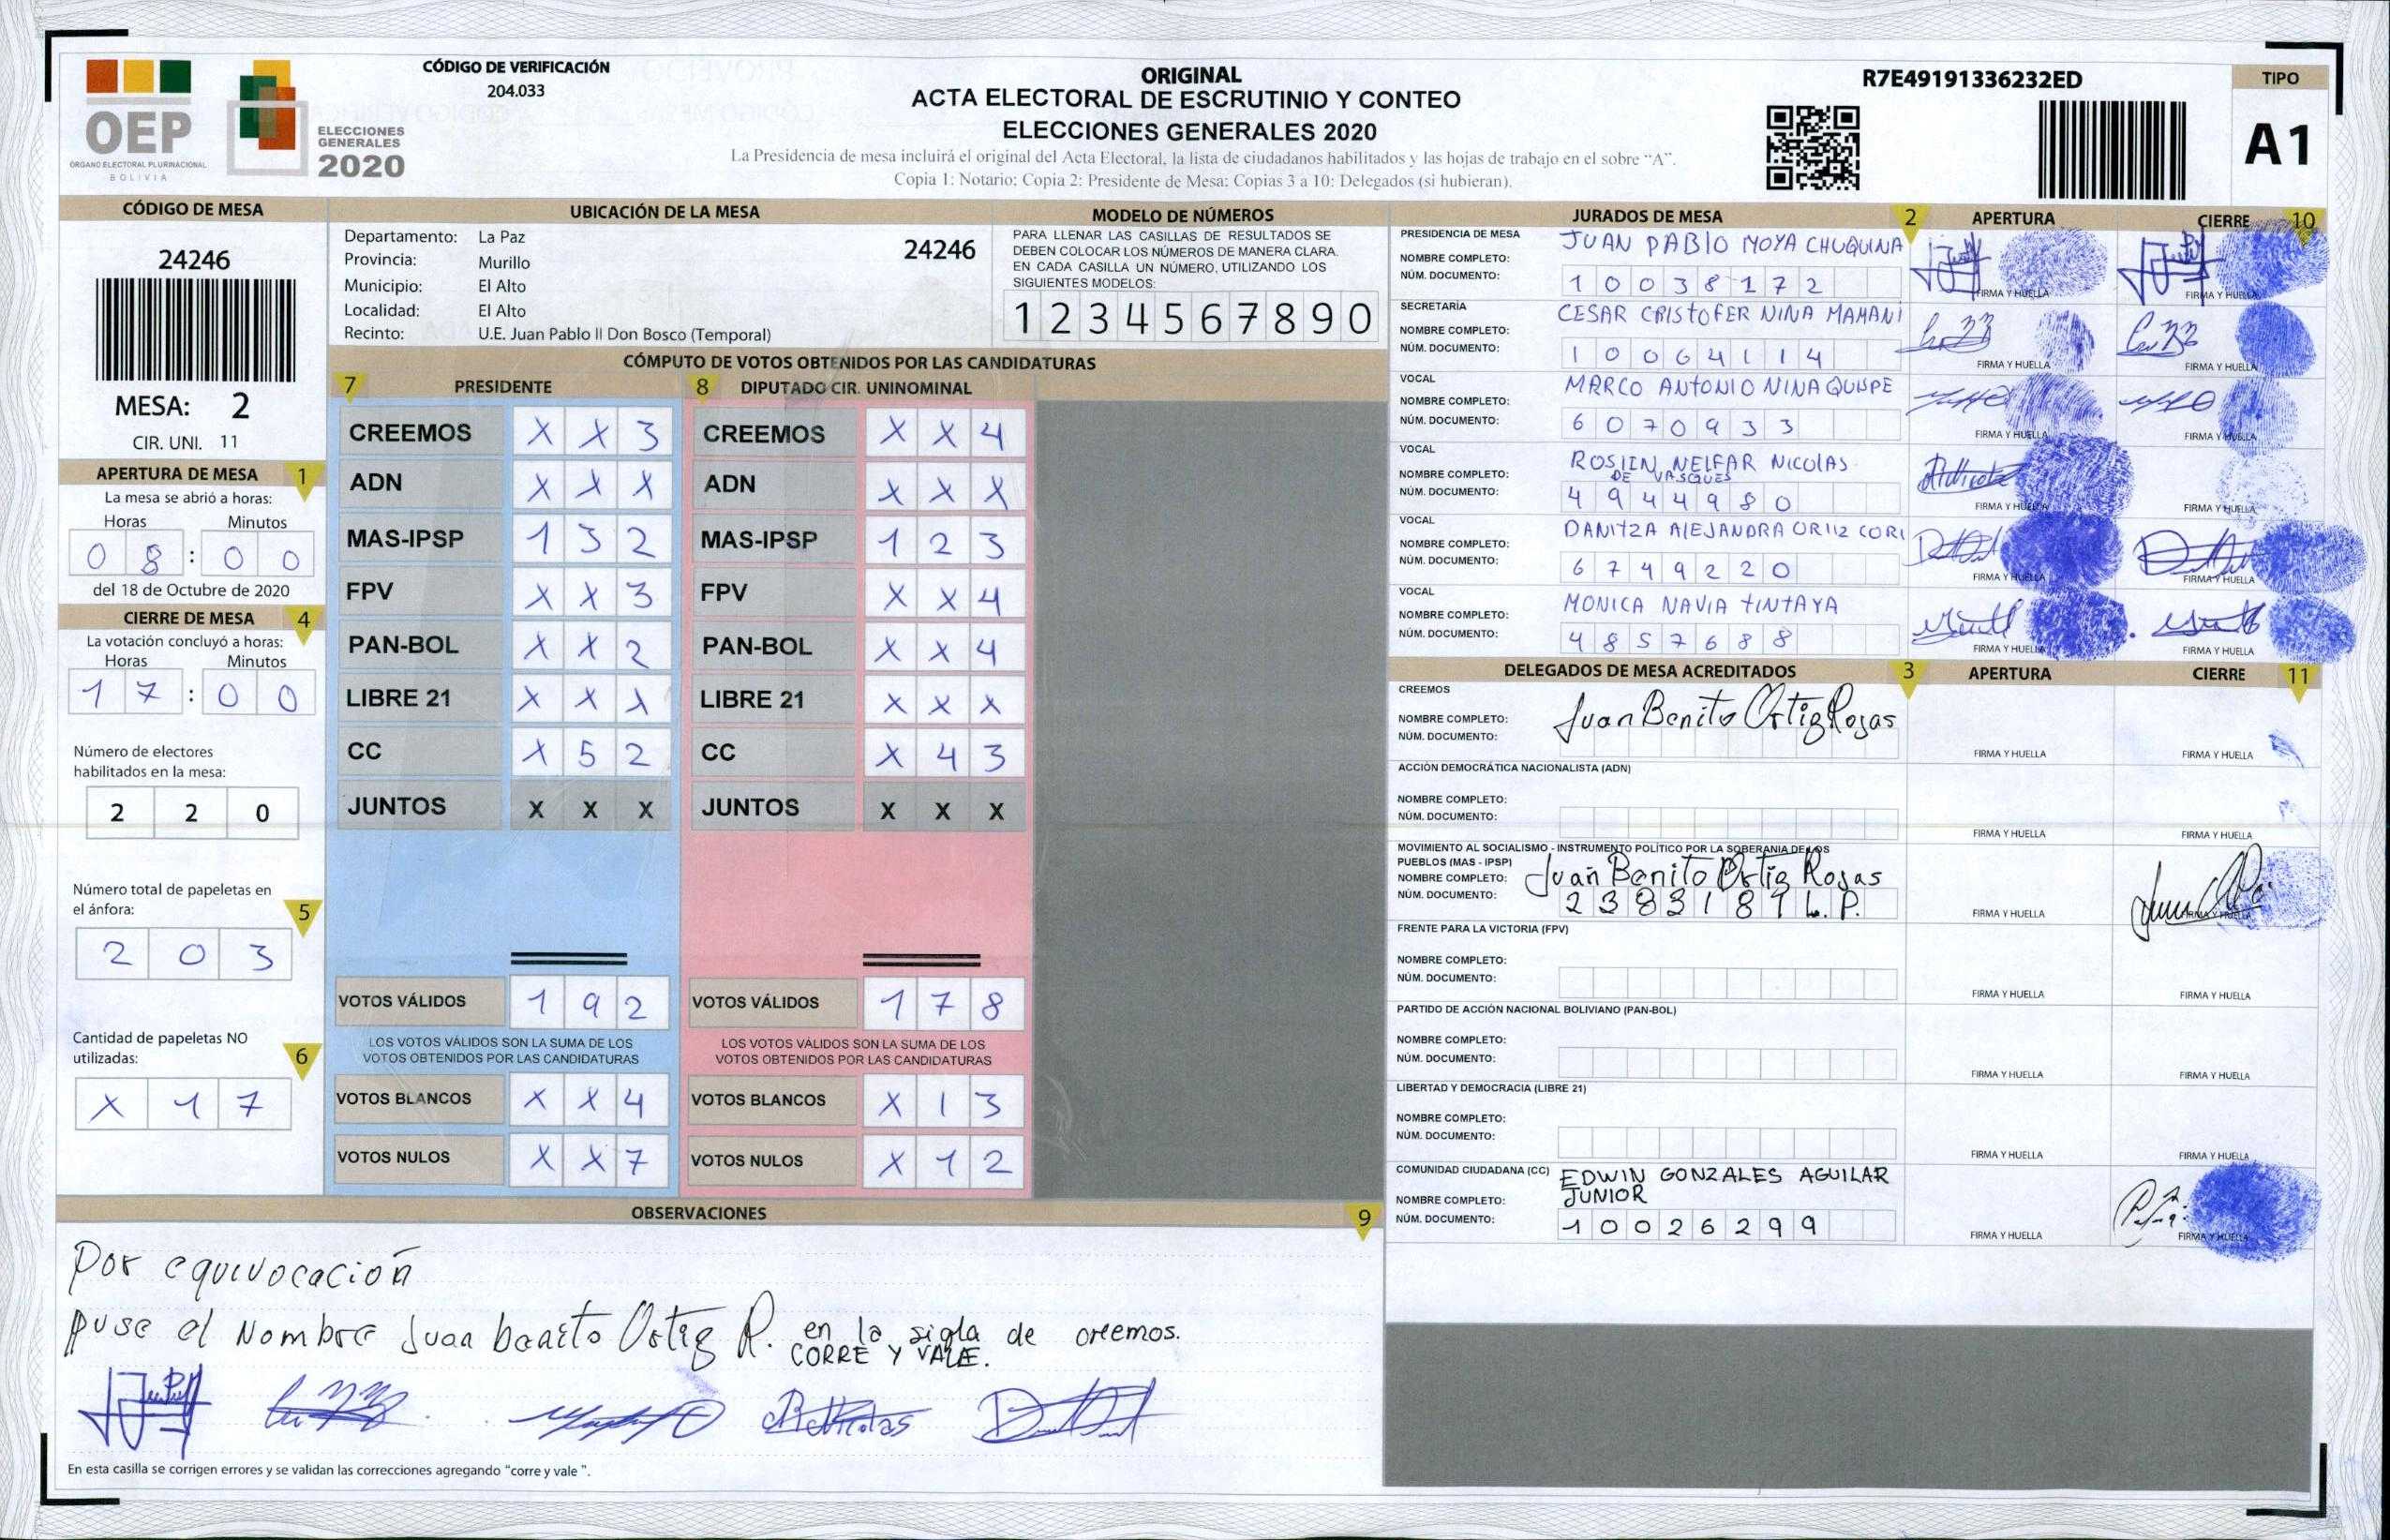 OEP
ÓRGANO ELECTORAL PLURINACIONAL
BOLIVIA
ELECCIONES
GENERALES
2020
CÓDIGO DE VERIFICACIÓN
204.033
ORIGINAL
ACTA ELECTORAL DE ESCRUTINIO Y CONTEO
ELECCIONES GENERALES 2020
La Presidencia de mesa incluirá el original del Acta Electoral, la lista de ciudadanos habilitados y las hojas de trabajo en el sobre “A”.
Copia 1: Notario; Copia 2: Presidente de Mesa; Copias 3 a 10: Delegados (si hubieran).
R7E49191336232ED
TIPO
A1
CÓDIGO DE MESA
24246
MESA: 2
CIR. UNI. 11
APERTURA DE MESA 1
La mesa se abrió a horas:
Horas Minutos
0 8 : 0 0
del 18 de Octubre de 2020
CIERRE DE MESA 4
La votación concluyó a horas:
Horas Minutos
1 7 : 0 0
Número de electores
habilitados en la mesa:
2 2 0
Número total de papeletas en
el ánfora: 5
2 0 3
Cantidad de papeletas NO
utilizadas: 6
X 1 7
UBICACIÓN DE LA MESA
Departamento: La Paz
24246
Provincia: Murillo
Municipio: El Alto
Localidad: El Alto
Recinto: U.E. Juan Pablo II Don Bosco (Temporal)
MODELO DE NÚMEROS
PARA LLENAR LAS CASILLAS DE RESULTADOS SE
DEBEN COLOCAR LOS NÚMEROS DE MANERA CLARA.
EN CADA CASILLA UN NÚMERO, UTILIZANDO LOS
SIGUIENTES MODELOS:
1 2 3 4 5 6 7 8 9 0
CÓMPUTO DE VOTOS OBTENIDOS POR LAS CANDIDATURAS
7 PRESIDENTE
CREEMOS X X 3
ADN X X X
MAS-IPSP 1 3 2
FPV X X 3
PAN-BOL X X 2
LIBRE 21 X X X
CC X 5 2
JUNTOS X X X
VOTOS VÁLIDOS 1 9 2
LOS VOTOS VÁLIDOS SON LA SUMA DE LOS
VOTOS OBTENIDOS POR LAS CANDIDATURAS
VOTOS BLANCOS X X 4
VOTOS NULOS X X 7
8 DIPUTADO CIR. UNINOMINAL
CREEMOS X X 4
ADN X X X
MAS-IPSP 1 2 3
FPV X X 4
PAN-BOL X X 4
LIBRE 21 X X X
CC X 4 3
JUNTOS X X X
VOTOS VÁLIDOS 1 7 8
LOS VOTOS VÁLIDOS SON LA SUMA DE LOS
VOTOS OBTENIDOS POR LAS CANDIDATURAS
VOTOS BLANCOS X 1 3
VOTOS NULOS X 1 2
OBSERVACIONES 9
Por equivocación
puse el Nombre Juan benito Ortiz R. en la sigla de creemos.
CORRE Y VALE.
En esta casilla se corrigen errores y se validan las correcciones agregando “corre y vale ”.
JURADOS DE MESA 2 APERTURA CIERRE 10
PRESIDENCIA DE MESA
NOMBRE COMPLETO: JUAN PABLO MOYA CHUQUINA
NÚM. DOCUMENTO: 1 0 0 3 8 1 7 2
FIRMA Y HUELLA FIRMA Y HUELLA
SECRETARÍA
NOMBRE COMPLETO: CESAR CRISTOFER NINA MAMANI
NÚM. DOCUMENTO: 1 0 0 6 4 1 1 4
FIRMA Y HUELLA FIRMA Y HUELLA
VOCAL
NOMBRE COMPLETO: MARCO ANTONIO NINA QUISPE
NÚM. DOCUMENTO: 6 0 7 0 9 3 3
FIRMA Y HUELLA FIRMA Y HUELLA
VOCAL
NOMBRE COMPLETO: NELFAR NICOLAS
DE VASQUES
NÚM. DOCUMENTO: 4 9 4 4 9 8 0
FIRMA Y HUELLA FIRMA Y HUELLA
VOCAL
NOMBRE COMPLETO: DANITZA ALEJANDRA ORTIZ CORI
NÚM. DOCUMENTO: 6 7 4 9 2 2 0
FIRMA Y HUELLA FIRMA Y HUELLA
VOCAL
NOMBRE COMPLETO: MONICA NAVIA TINTAYA
NÚM. DOCUMENTO: 4 8 5 7 6 8 8
FIRMA Y HUELLA FIRMA Y HUELLA
DELEGADOS DE MESA ACREDITADOS 3 APERTURA CIERRE 11
CREEMOS
NOMBRE COMPLETO: Juan Benito Ortiz Rojas
NÚM. DOCUMENTO:
FIRMA Y HUELLA FIRMA Y HUELLA
ACCIÓN DEMOCRÁTICA NACIONALISTA (ADN)
NOMBRE COMPLETO:
NÚM. DOCUMENTO:
FIRMA Y HUELLA FIRMA Y HUELLA
MOVIMIENTO AL SOCIALISMO - INSTRUMENTO POLÍTICO POR LA SOBERANIA DE LOS
PUEBLOS (MAS - IPSP)
NOMBRE COMPLETO: Juan Benito Ortiz Rojas
NÚM. DOCUMENTO: 2 3 8 3 1 8 9 L. P.
FIRMA Y HUELLA FIRMA Y HUELLA
FRENTE PARA LA VICTORIA (FPV)
NOMBRE COMPLETO:
NÚM. DOCUMENTO:
FIRMA Y HUELLA FIRMA Y HUELLA
PARTIDO DE ACCIÓN NACIONAL BOLIVIANO (PAN-BOL)
NOMBRE COMPLETO:
NÚM. DOCUMENTO:
FIRMA Y HUELLA FIRMA Y HUELLA
LIBERTAD Y DEMOCRACIA (LIBRE 21)
NOMBRE COMPLETO:
NÚM. DOCUMENTO:
FIRMA Y HUELLA FIRMA Y HUELLA
COMUNIDAD CIUDADANA (CC)
NOMBRE COMPLETO: EDWIN GONZALES AGUILAR
JUNIOR
NÚM. DOCUMENTO: 1 0 0 2 6 2 9 9
FIRMA Y HUELLA FIRMA Y HUELLA